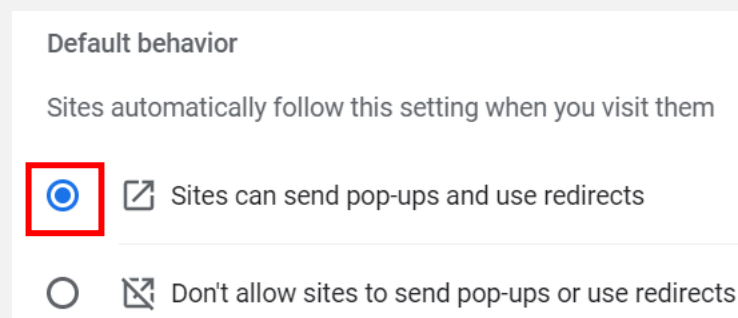 Default behavior
Sites automatically follow this setting when you visit them
Sites can send pop-ups and use redirects
Don't allow sites to send pop-ups or use redirects